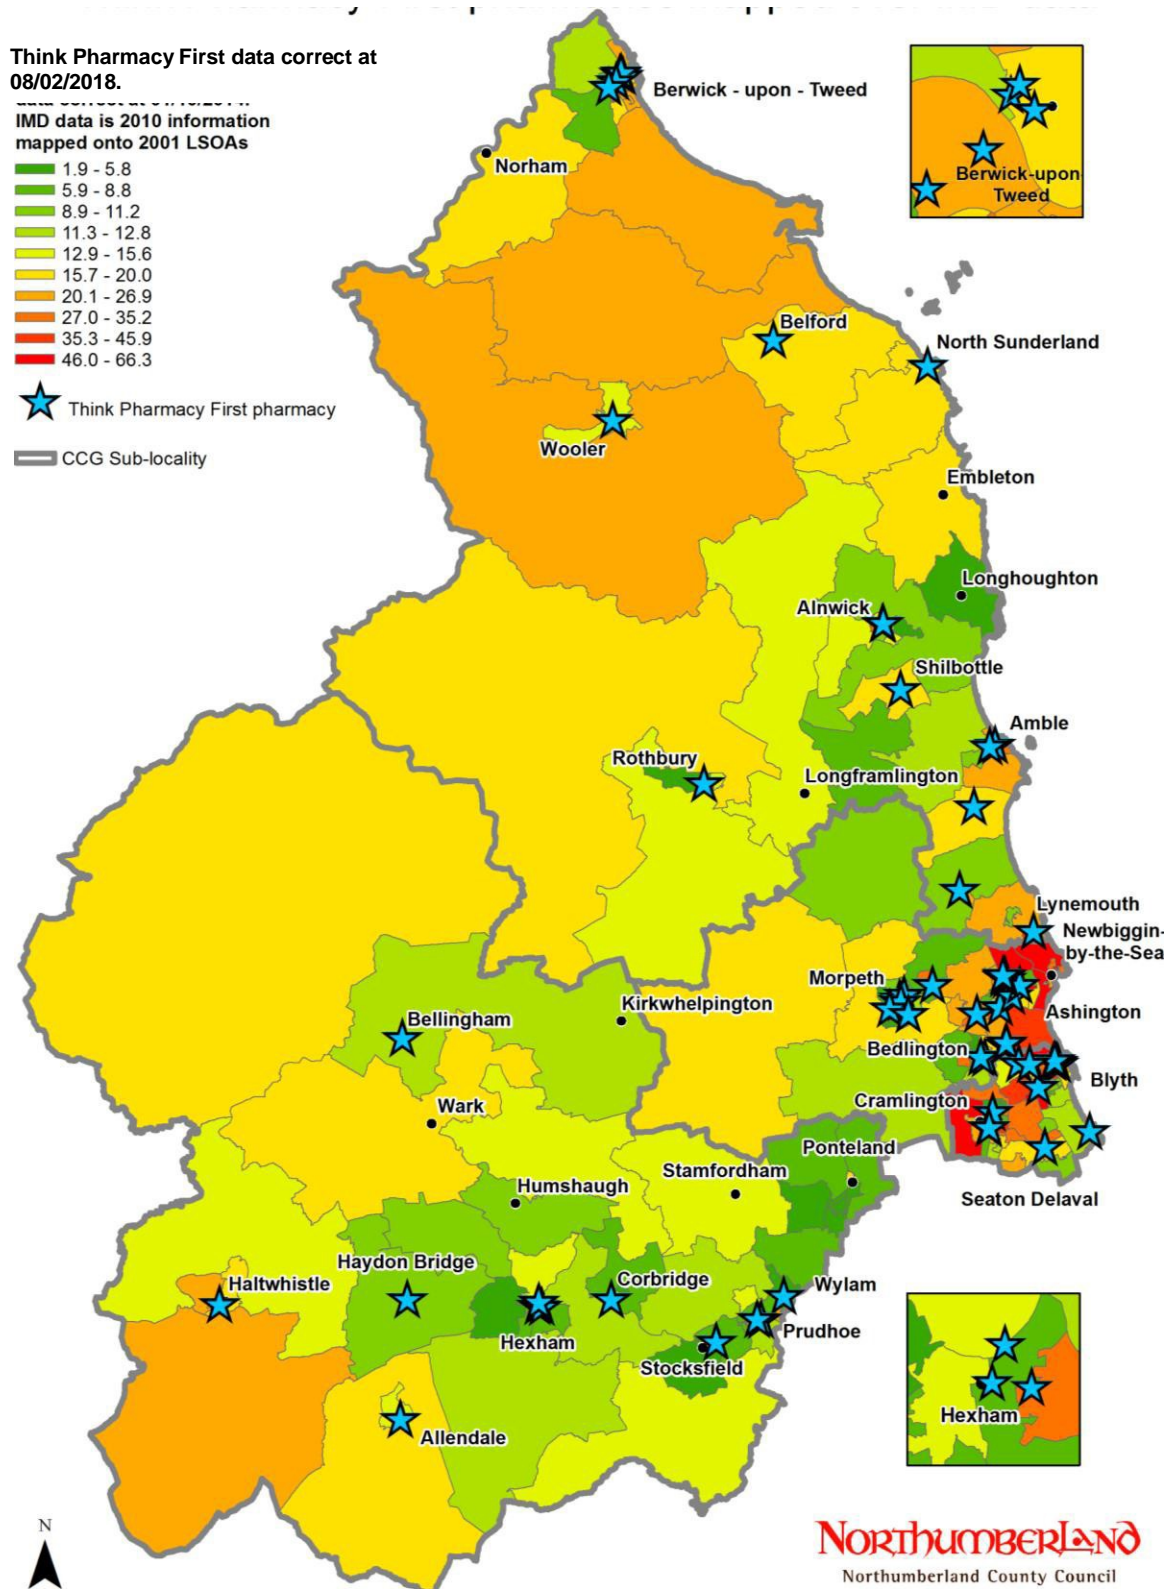 Think Pharmacy First data correct at
08/02/2018.
IMD data is 2010 information
mapped onto 2001 LSOAs
1.9 - 5.8
5.9 - 8.8
8.9 - 11.2
11.3 - 12.8
12.9 - 15.6
15.7 - 20.0
20.1 - 26.9
27.0 - 35.2
35.3 - 45.9
46.0 - 66.3
Think Pharmacy First pharmacy
CCG Sub-locality
Berwick - upon - Tweed
Norham
Berwick-upon
Tweed
Belford
North Sunderland
Wooler
Embleton
Longhoughton
Alnwick
Shilbottle
Amble
Rothbury
Longframlington
Lynemouth
Newbiggin-
by-the-Sea
Morpeth
Kirkwhelpington
Bellingham
Ashington
Bedlington
Blyth
Cramlington
Wark
Ponteland
Stamfordham
Humshaugh
Seaton Delaval
Haydon Bridge
Haltwhistle
Corbridge
Wylam
Prudhoe
Hexham
Stocksfield
Allendale
Hexham
N
Northumberland
Northumberland County Council